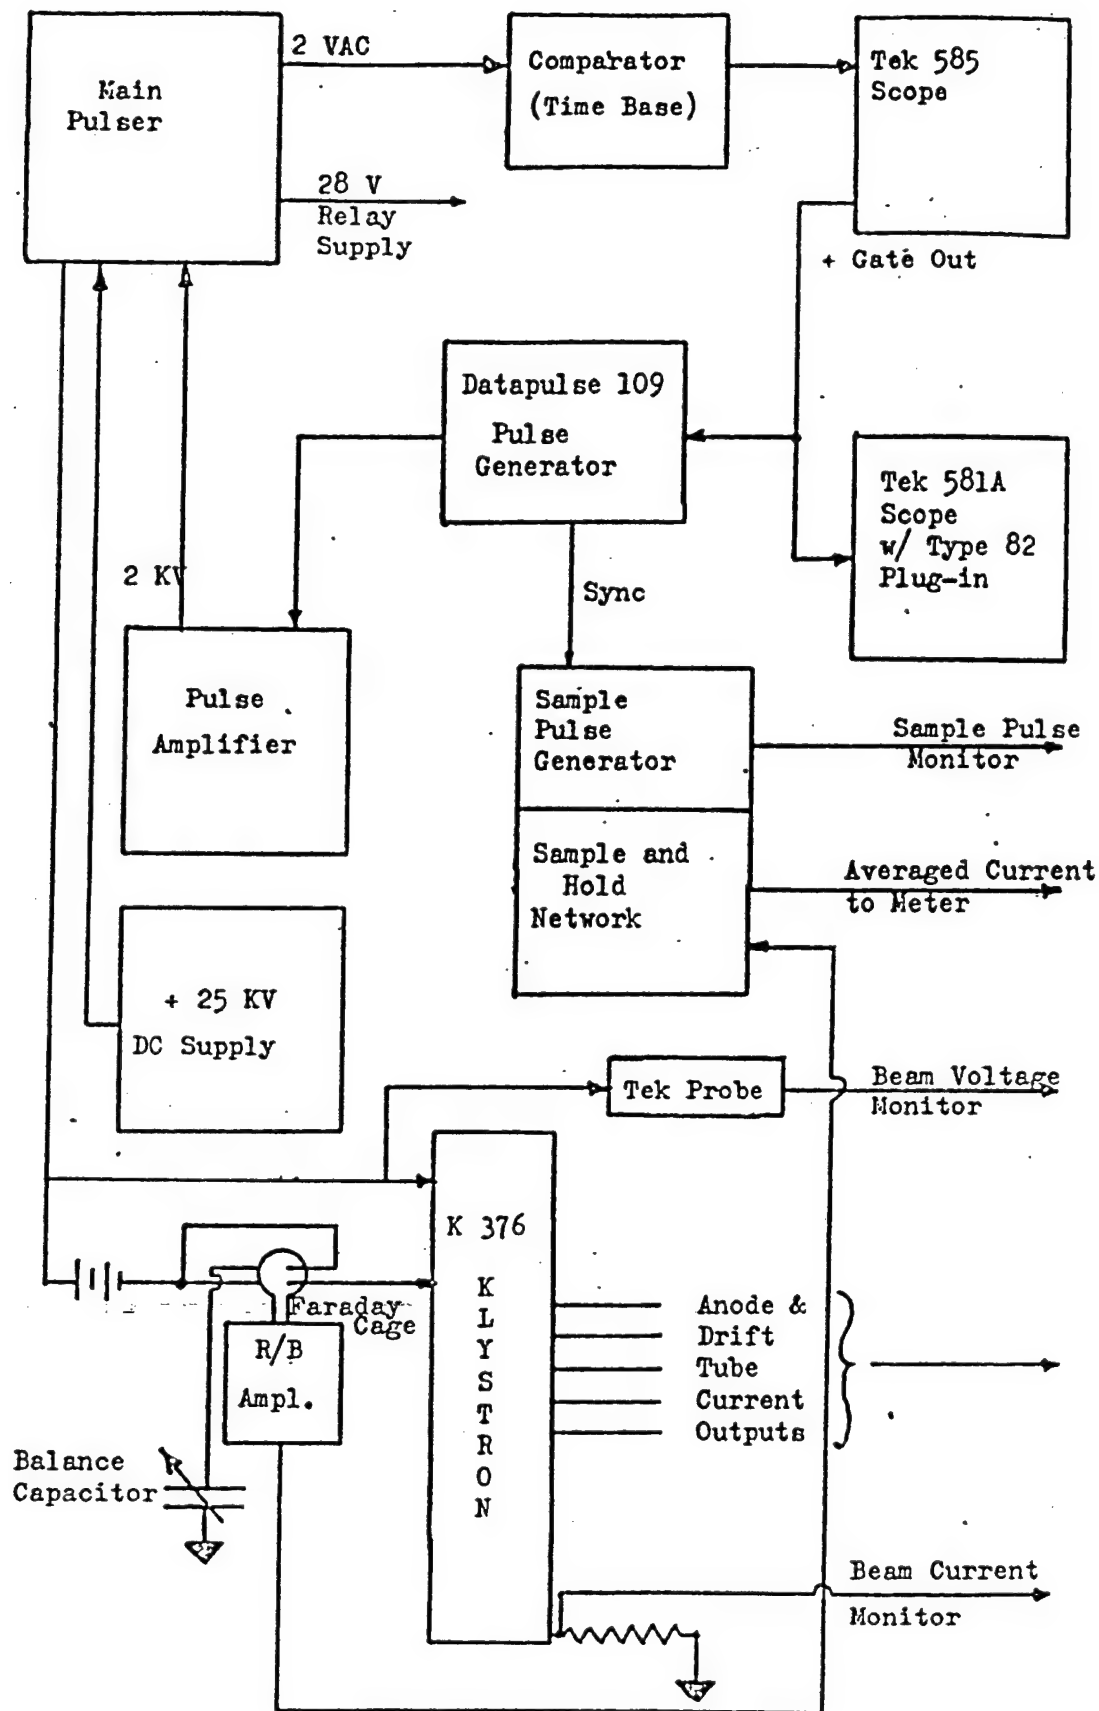 2 VAC
Main
Pulser
Comparator
(Time Base)
Tek 585
Scope
28 V
Relay
Supply
+ Gate Out
Datapulse 109
Pulse
Generator
Tek 581A
Scope
w/ Type 82
Plug-in
2 KV
Sync
Pulse
Amplifier
Sample
Pulse
Generator
Sample Pulse
Monitor
Sample and
Hold
Network
Averaged Current
to Meter
+ 25 KV
DC Supply
Tek Probe
Beam Voltage
Monitor
K 376
KLYSTRON
Faraday
Cage
R/B
Ampl.
Anode &
Drift
Tube
Current
Outputs
Balance
Capacitor
Beam Current
Monitor